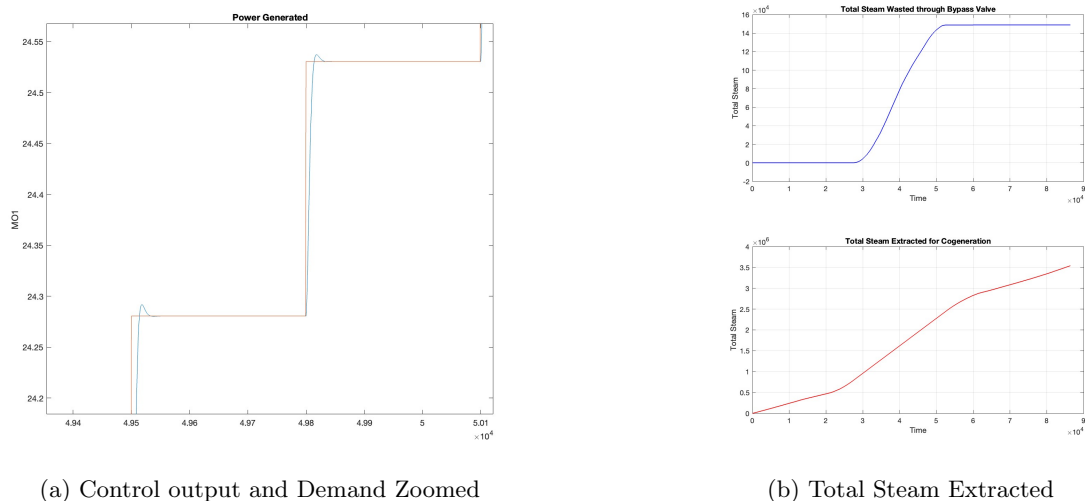 Power Generated
24.55
24.5
24.45
24.4
24.35
24.3
24.25
24.2
MO1
4.94 4.95 4.96 4.97 4.98 4.99 5 5.01
×10⁴
(a) Control output and Demand Zoomed
Total Steam Wasted through Bypass Valve
×10⁴
16
14
12
10
8
6
4
2
0
-2
Total Steam
0 1 2 3 4 5 6 7 8 9
Time
×10⁴
Total Steam Extracted for Cogeneration
×10⁶
4
3.5
3
2.5
2
1.5
1
0.5
0
Total Steam
0 1 2 3 4 5 6 7 8 9
Time
×10⁴
(b) Total Steam Extracted